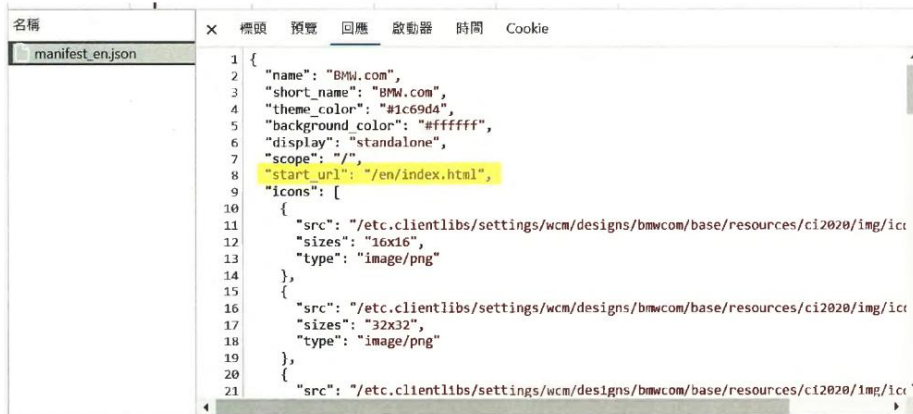 名稱
× 標頭 預覽 回應 啟動器 時間 Cookie
manifest_en.json
1 {
2 "name": "BMW.com",
3 "short_name": "BMW.com",
4 "theme_color": "#1c69d4",
5 "background_color": "#ffffff",
6 "display": "standalone",
7 "scope": "/",
8 "start_url": "/en/index.html",
9 "icons": [
10 {
11 "src": "/etc.clientlibs/settings/wcm/designs/bmwcom/base/resources/ci2020/img/ico
12 "sizes": "16x16",
13 "type": "image/png"
14 },
15 {
16 "src": "/etc.clientlibs/settings/wcm/designs/bmwcom/base/resources/ci2020/img/ico
17 "sizes": "32x32",
18 "type": "image/png"
19 },
20 {
21 "src": "/etc.clientlibs/settings/wcm/designs/bmwcom/base/resources/ci2020/img/ico